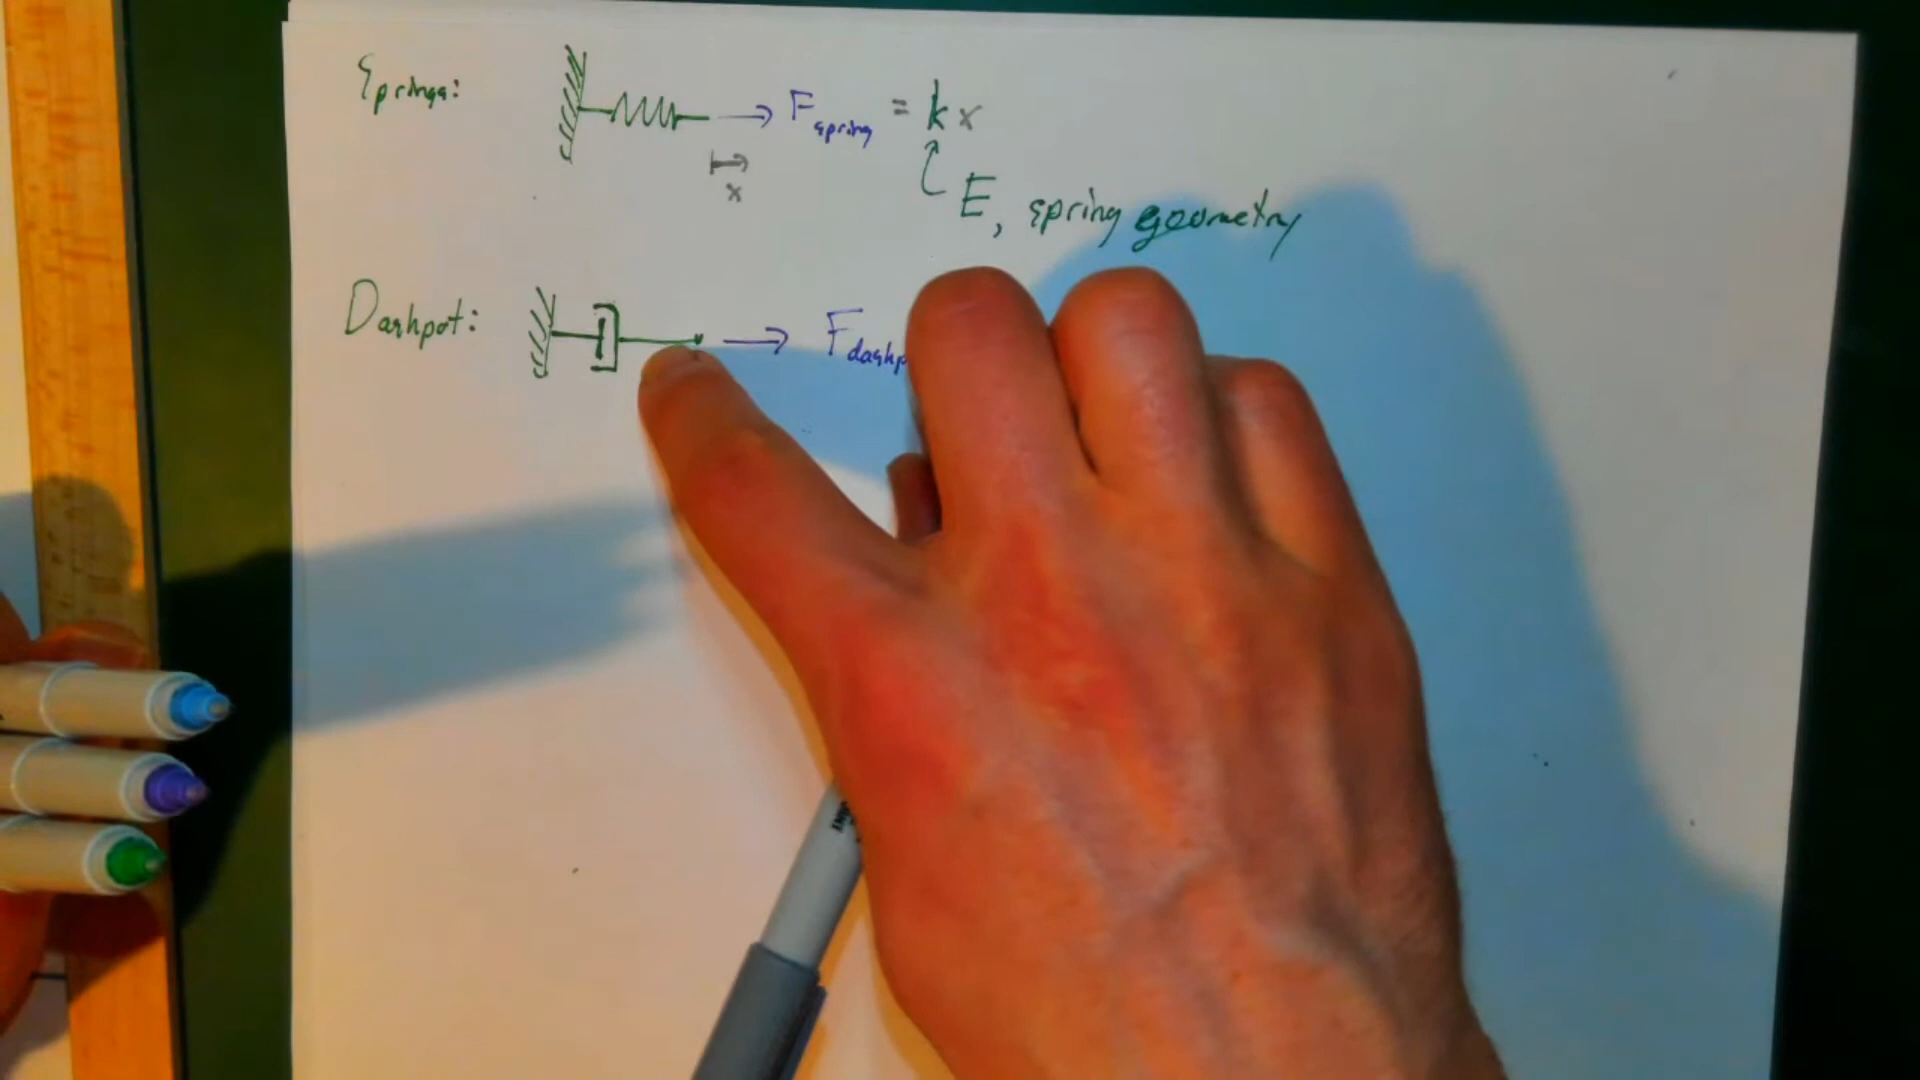 Springs: F spring = k x
x
E, spring geometry
Dashpot: F dashp